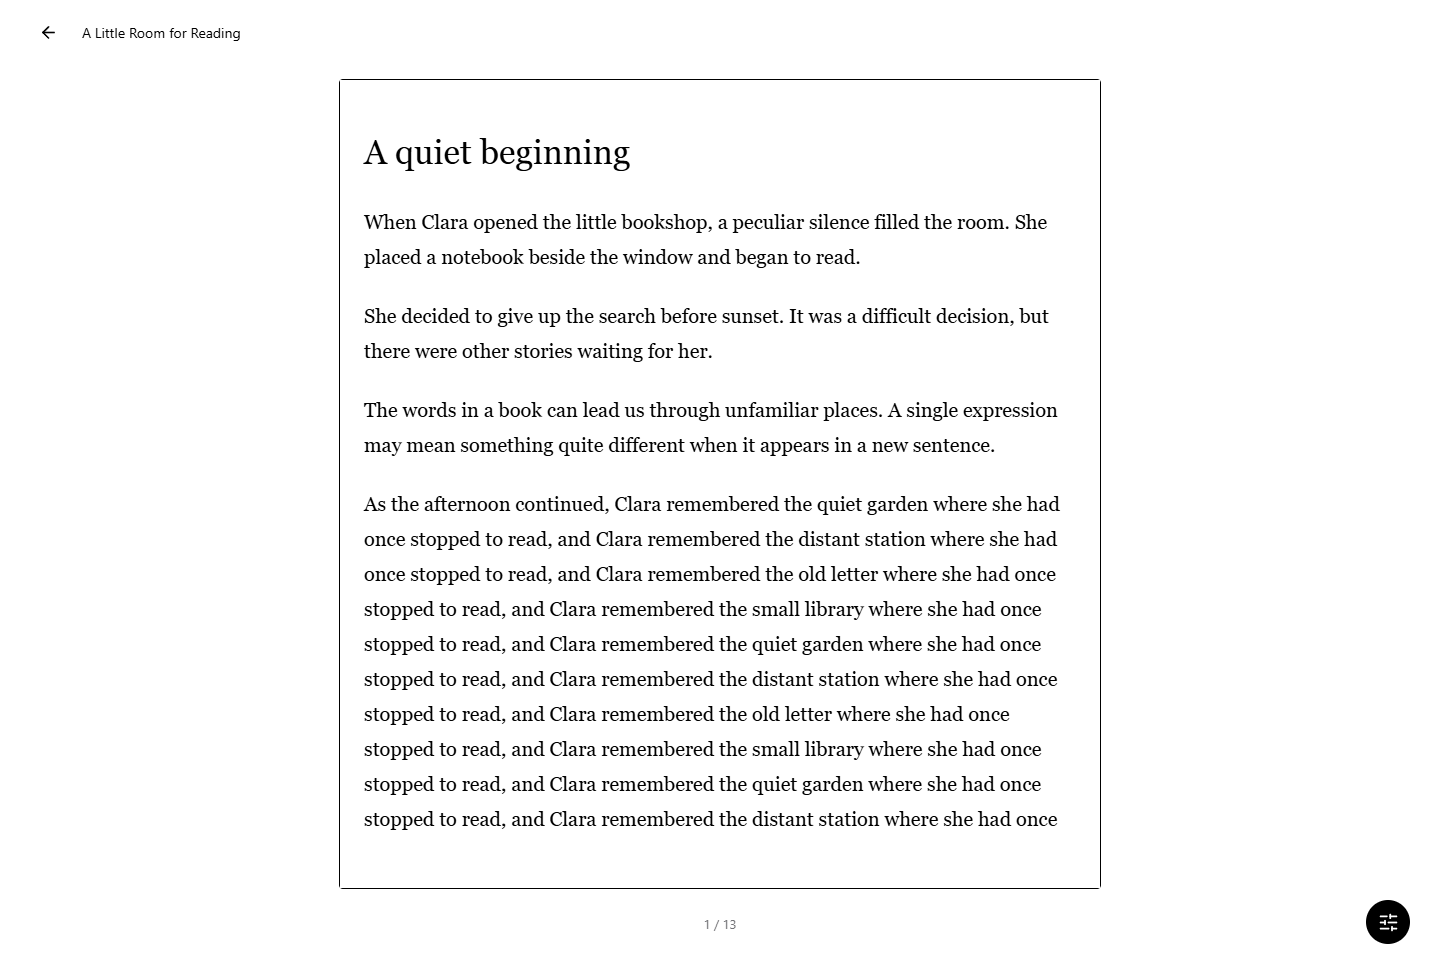 A Little Room for Reading
A quiet beginning
When Clara opened the little bookshop, a peculiar silence filled the room. She
placed a notebook beside the window and began to read.
She decided to give up the search before sunset. It was a difficult decision, but
there were other stories waiting for her.
The words in a book can lead us through unfamiliar places. A single expression
may mean something quite different when it appears in a new sentence.
As the afternoon continued, Clara remembered the quiet garden where she had
once stopped to read, and Clara remembered the distant station where she had
once stopped to read, and Clara remembered the old letter where she had once
stopped to read, and Clara remembered the small library where she had once
stopped to read, and Clara remembered the quiet garden where she had once
stopped to read, and Clara remembered the distant station where she had once
stopped to read, and Clara remembered the old letter where she had once
stopped to read, and Clara remembered the small library where she had once
stopped to read, and Clara remembered the quiet garden where she had once
stopped to read, and Clara remembered the distant station where she had once
1 / 13